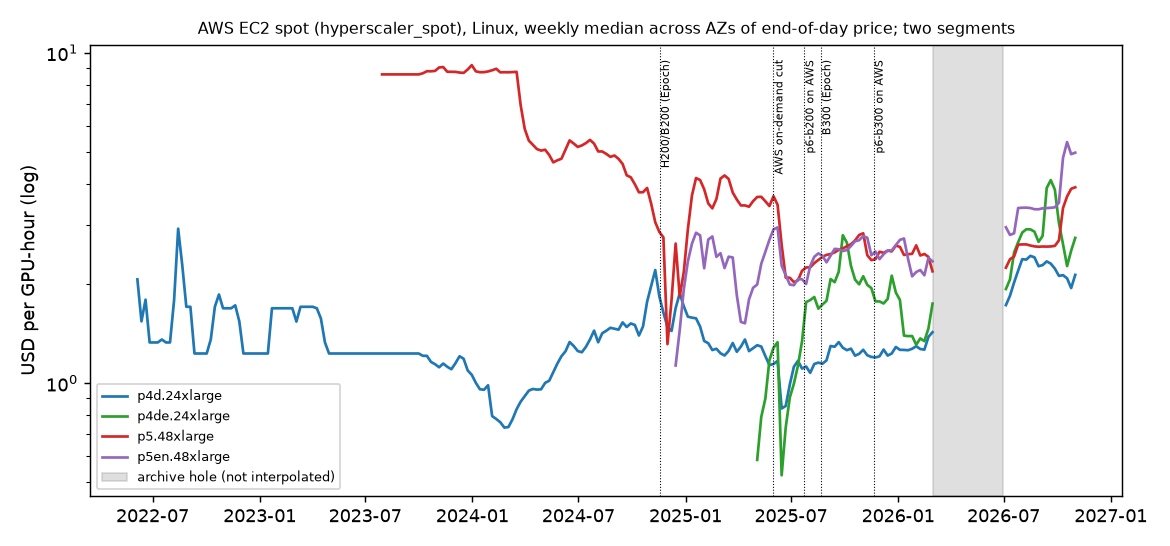 AWS EC2 spot (hyperscaler_spot), Linux, weekly median across AZs of end-of-day price; two segments
USD per GPU-hour (log)
10¹
10⁰
H200/B200 (Epoch)
AWS on-demand cut
p6-b200 on AWS
B300 (Epoch)
p6-b300 on AWS
p4d.24xlarge
p4de.24xlarge
p5.48xlarge
p5en.48xlarge
archive hole (not interpolated)
2022-07 2023-01 2023-07 2024-01 2024-07 2025-01 2025-07 2026-01 2026-07 2027-01